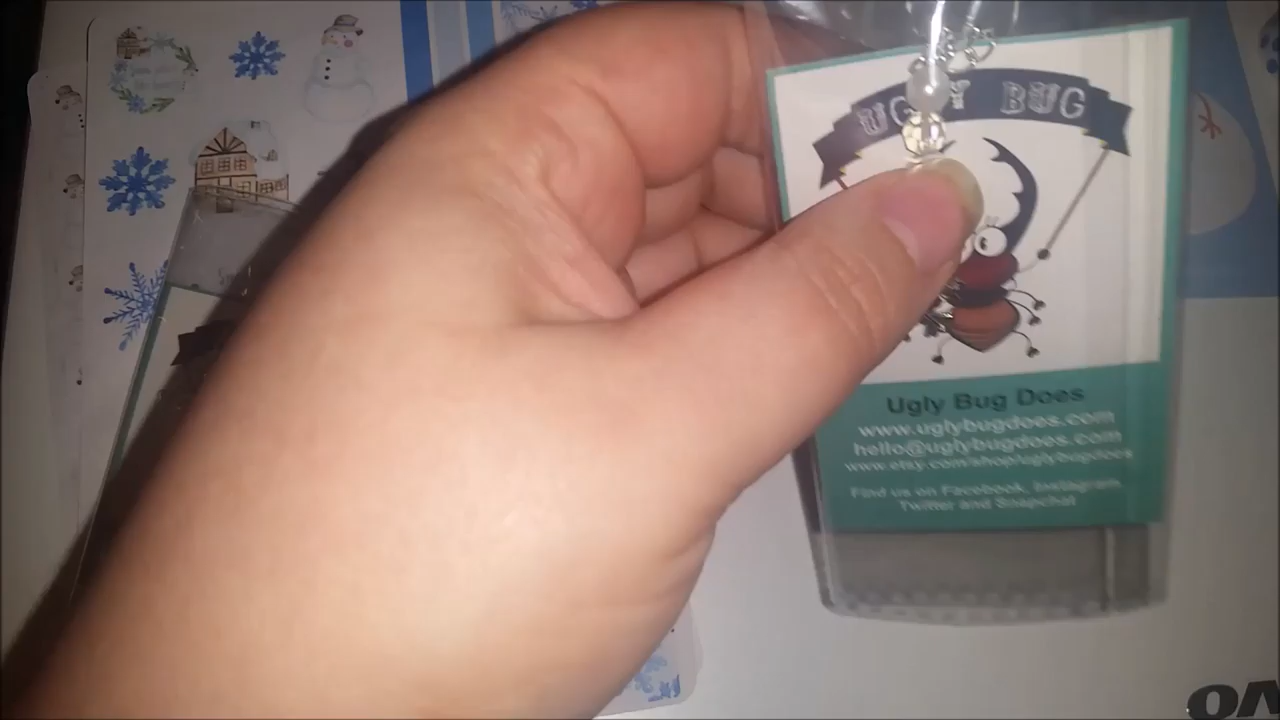 UGLY BUG
Ugly Bug Does
www.uglybugdoes.com
hello@uglybugdoes.com
www.etsy.com/shop/uglybugdoes
Find us on Facebook, Instagram,
Twitter and Snapchat